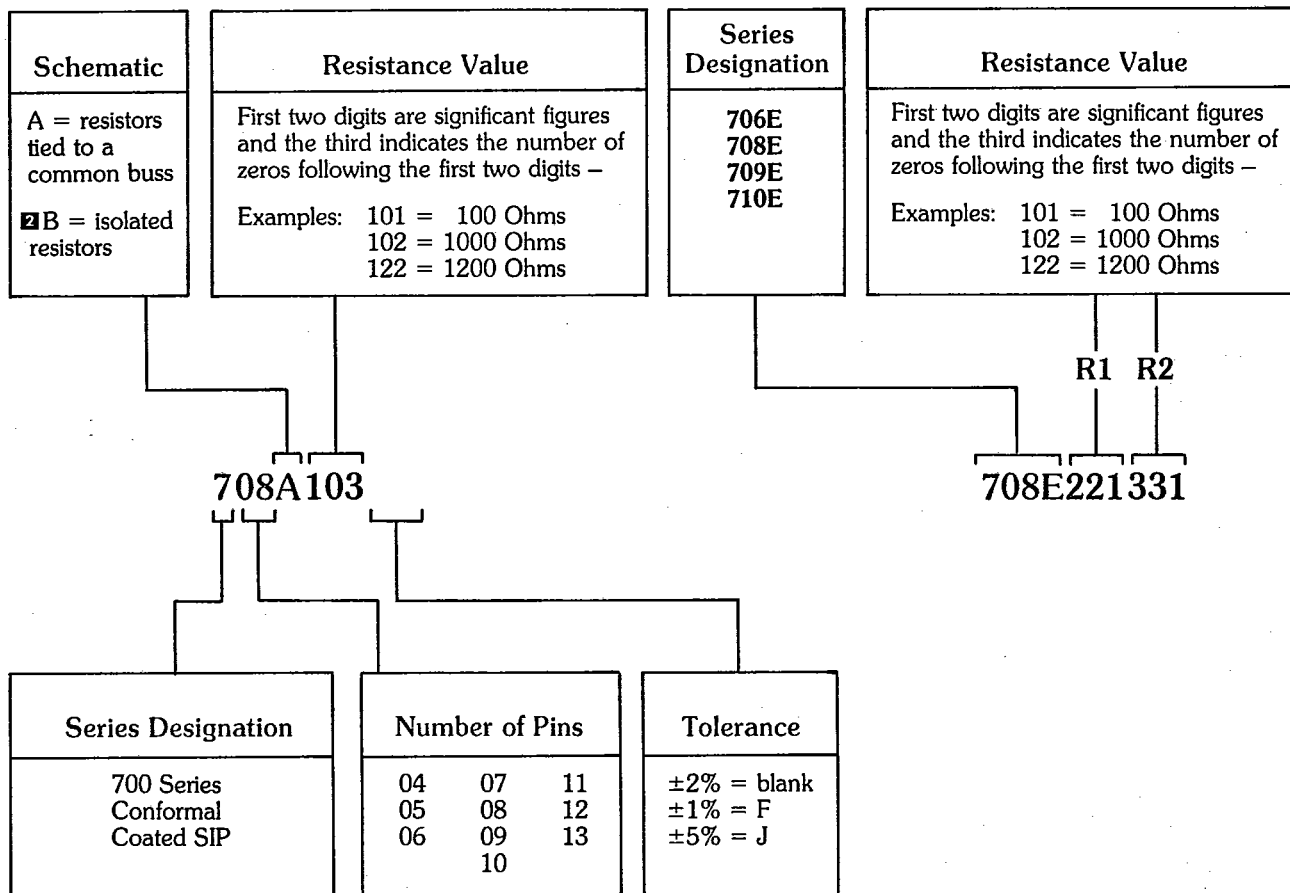 Schematic
A = resistors
tied to a
common buss
2 B = isolated
resistors
Resistance Value
First two digits are significant figures
and the third indicates the number of
zeros following the first two digits –
Examples: 101 = 100 Ohms
102 = 1000 Ohms
122 = 1200 Ohms
Series
Designation
706E
708E
709E
710E
Resistance Value
First two digits are significant figures
and the third indicates the number of
zeros following the first two digits –
Examples: 101 = 100 Ohms
102 = 1000 Ohms
122 = 1200 Ohms
R1 R2
708A103
708E221331
Series Designation
700 Series
Conformal
Coated SIP
Number of Pins
04 07 11
05 08 12
06 09 13
10
Tolerance
±2% = blank
±1% = F
±5% = J